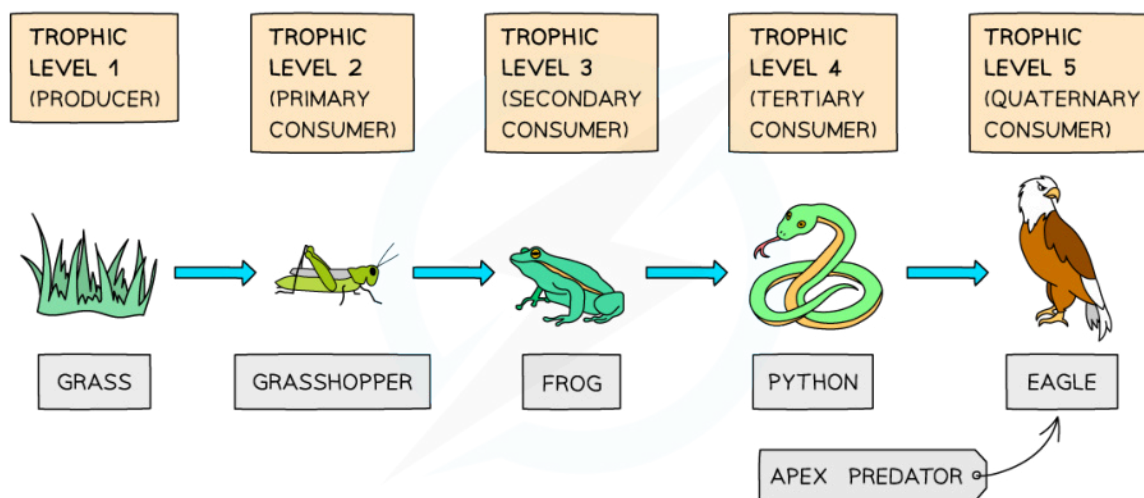 TROPHIC
LEVEL 1
(PRODUCER)
TROPHIC
LEVEL 2
(PRIMARY
CONSUMER)
TROPHIC
LEVEL 3
(SECONDARY
CONSUMER)
TROPHIC
LEVEL 4
(TERTIARY
CONSUMER)
TROPHIC
LEVEL 5
(QUATERNARY
CONSUMER)
GRASS
GRASSHOPPER
FROG
PYTHON
EAGLE
APEX PREDATOR